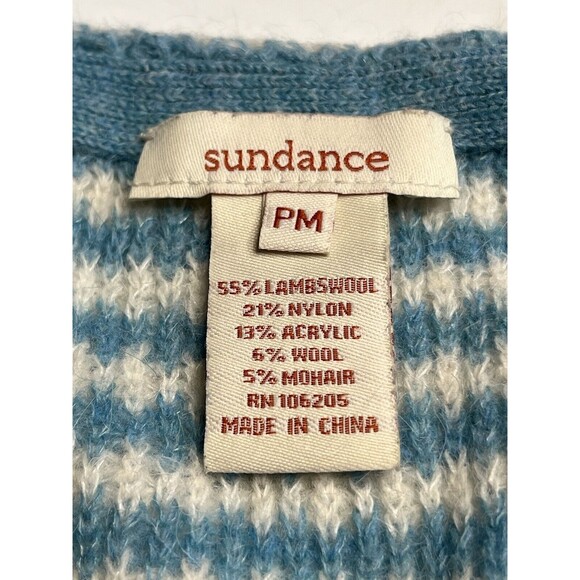 sundance
PM
55% LAMBSWOOL
21% NYLON
13% ACRYLIC
6% WOOL
5% MOHAIR
RN 106205
MADE IN CHINA